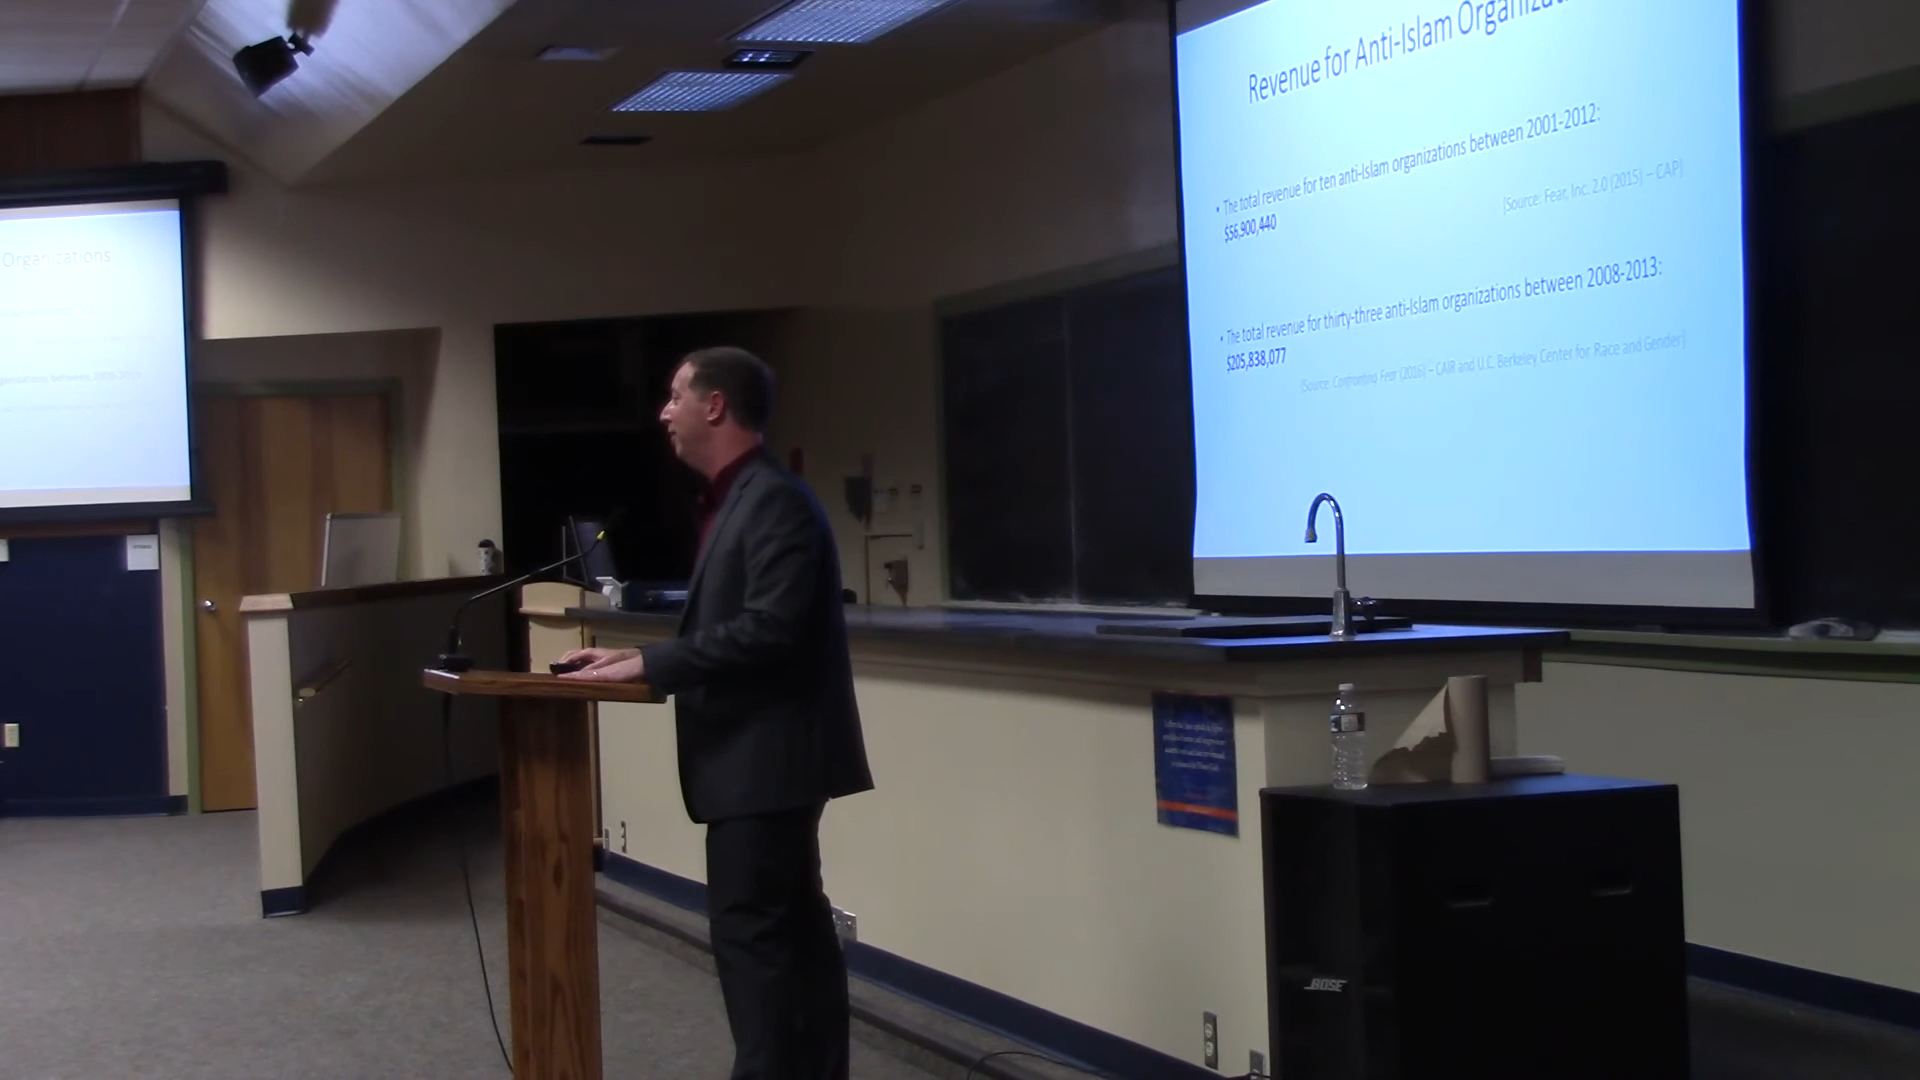 Revenue for Anti-Islam
• The total revenue for ten anti-Islam organizations between 2001-2012:
$56,900,440
[Source: Fear, Inc. 2.0 (2015) – CAP]
• The total revenue for thirty-three anti-Islam organizations between 2008-2013:
$205,838,077
[Source: Confronting Fear (2016) – CAIR and U.C. Berkeley Center for Race and Gender]
Organizations
BOSE